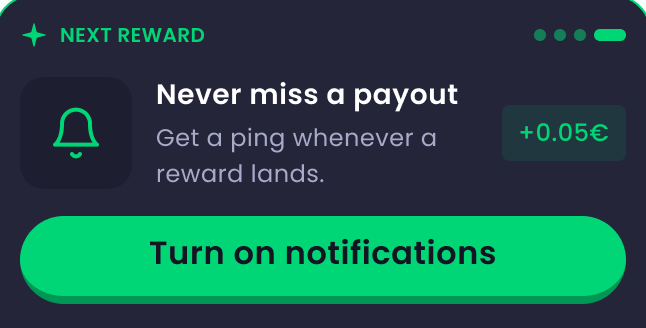 NEXT REWARD
Never miss a payout
Get a ping whenever a
reward lands.
+0.05€
Turn on notifications